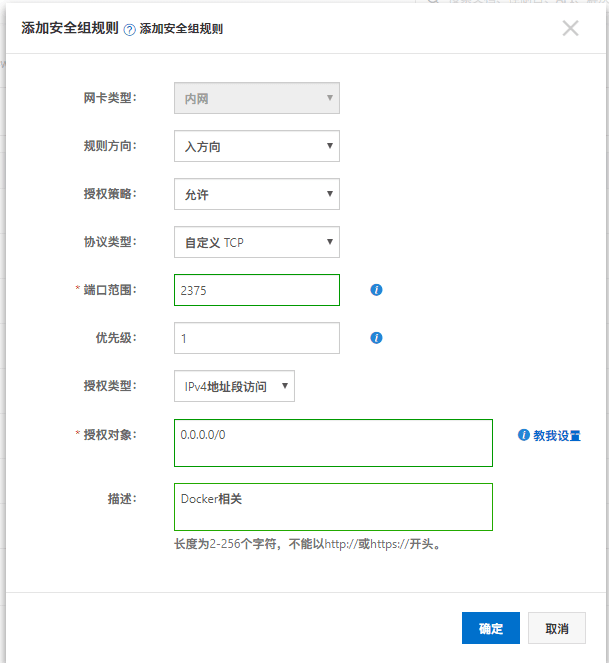 添加安全组规则 ? 添加安全组规则
网卡类型： 内网
规则方向： 入方向
授权策略： 允许
协议类型： 自定义 TCP
* 端口范围： 2375
优先级： 1
授权类型： IPv4地址段访问
* 授权对象： 0.0.0.0/0 教我设置
描述： Docker相关
长度为2-256个字符，不能以http://或https://开头。
确定 取消